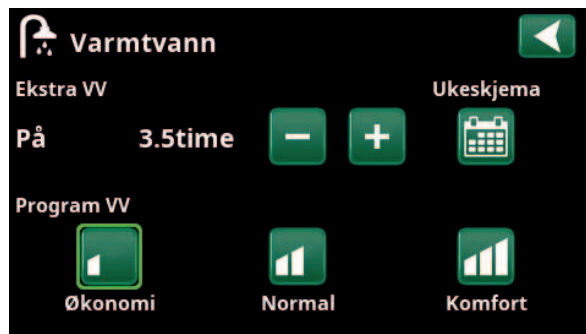 Varmtvann
Ekstra VV
Ukeskjema
På 3.5time
Program VV
Økonomi
Normal
Komfort